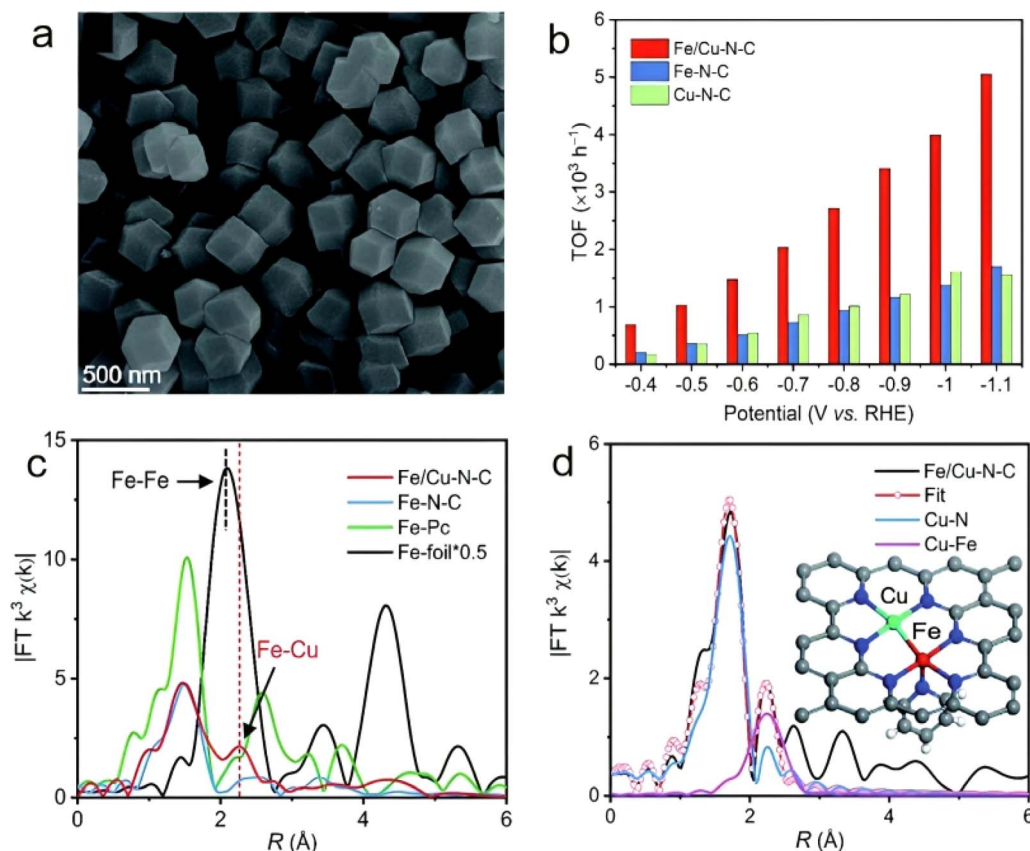 a
500 nm
b
Fe/Cu-N-C
Fe-N-C
Cu-N-C
TOF (×10³ h⁻¹)
6
5
4
3
2
1
0
-0.4 -0.5 -0.6 -0.7 -0.8 -0.9 -1 -1.1
Potential (V vs. RHE)
c
Fe-Fe
Fe/Cu-N-C
Fe-N-C
Fe-Pc
Fe-foil*0.5
Fe-Cu
|FT k³ χ(k)|
15
10
5
0
0 2 4 6
R (Å)
d
Fe/Cu-N-C
Fit
Cu-N
Cu-Fe
Cu
Fe
|FT k³ χ(k)|
6
4
2
0
0 1 2 3 4 5 6
R (Å)